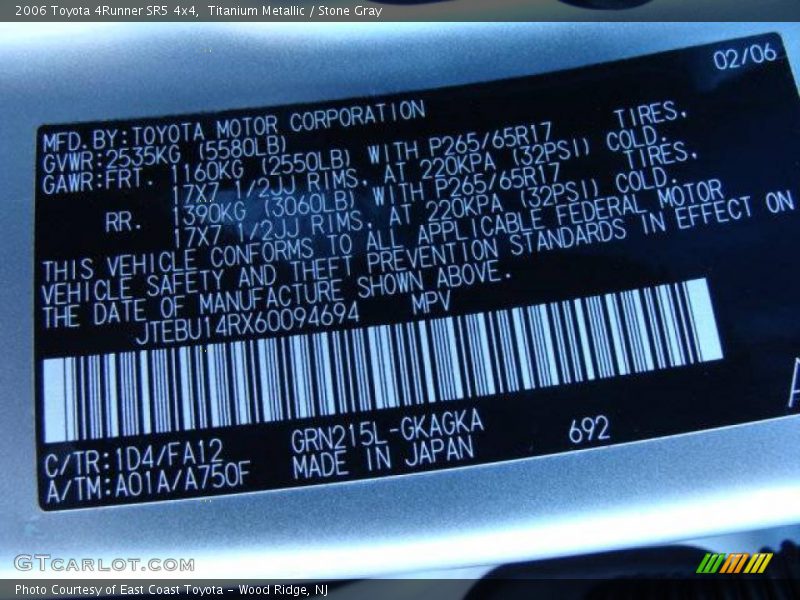 2006 Toyota 4Runner SR5 4x4, Titanium Metallic / Stone Gray
02/06
MFD.BY:TOYOTA MOTOR CORPORATION
GVWR:2535KG (5580LB)
GAWR:FRT. 1160KG (2550LB) WITH P265/65R17 TIRES,
17X7 1/2JJ RIMS, AT 220KPA (32PSI) COLD.
RR. 1390KG (3060LB) WITH P265/65R17 TIRES,
17X7 1/2JJ RIMS, AT 220KPA (32PSI) COLD.
THIS VEHICLE CONFORMS TO ALL APPLICABLE FEDERAL MOTOR
VEHICLE SAFETY AND THEFT PREVENTION STANDARDS IN EFFECT ON
THE DATE OF MANUFACTURE SHOWN ABOVE.
JTEBU14RX60094694 MPV
C/TR:1D4/FA12 GRN215L-GKAGKA 692
A/TM:A01A/A750F MADE IN JAPAN
GTCARLOT.COM
Photo Courtesy of East Coast Toyota - Wood Ridge, NJ